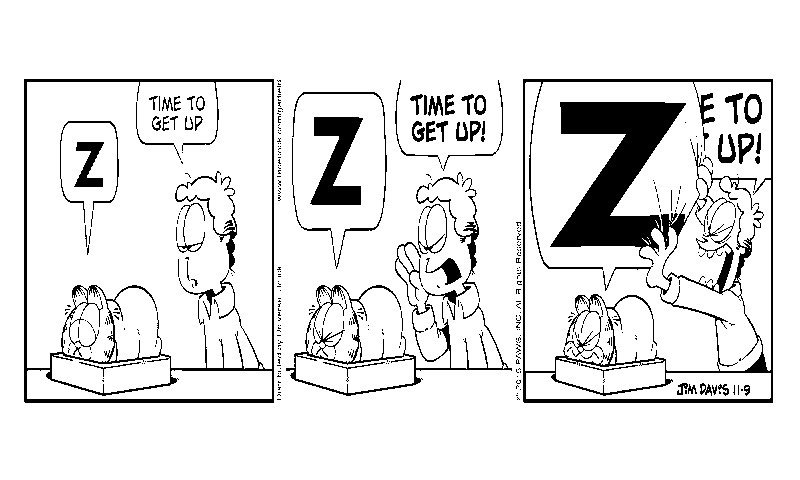 Z
TIME TO
GET UP
Z
TIME TO
GET UP!
Z
E TO
UP!
JIM DAVIS 11-9